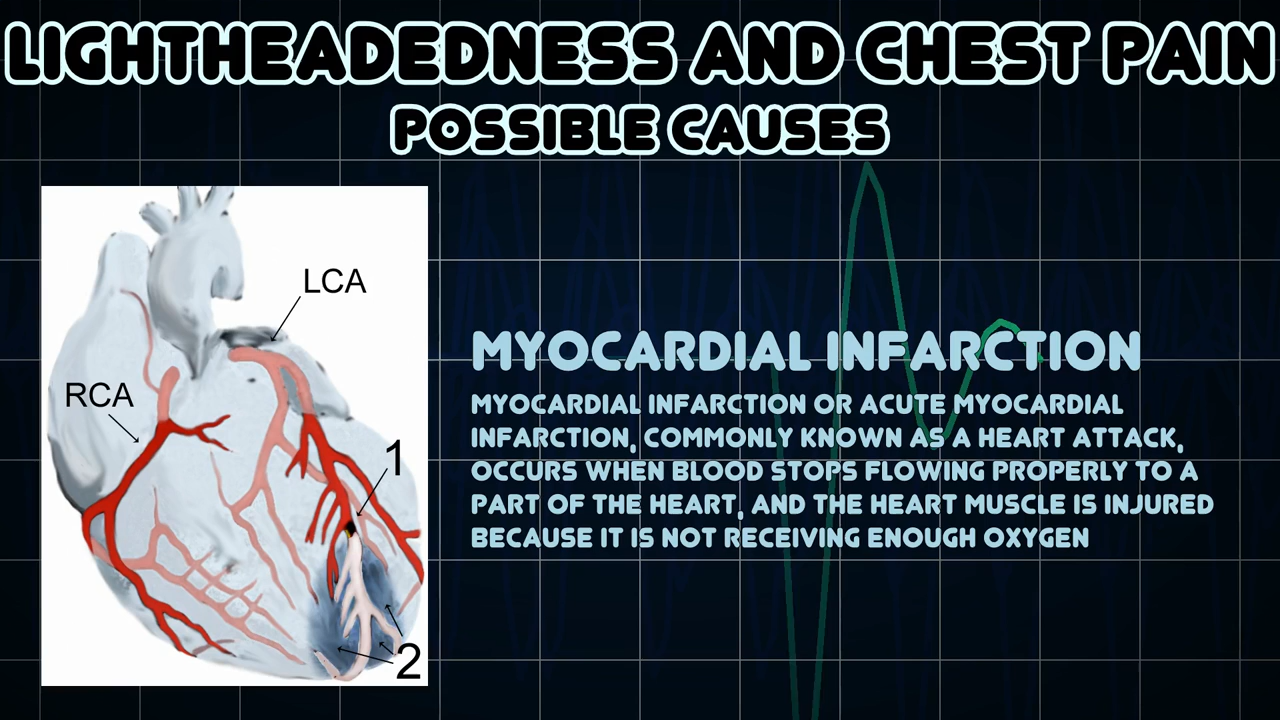 LIGHTHEADEDNESS AND CHEST PAIN
POSSIBLE CAUSES
LCA
RCA
1
2
MYOCARDIAL INFARCTION
MYOCARDIAL INFARCTION OR ACUTE MYOCARDIAL
INFARCTION, COMMONLY KNOWN AS A HEART ATTACK,
OCCURS WHEN BLOOD STOPS FLOWING PROPERLY TO A
PART OF THE HEART, AND THE HEART MUSCLE IS INJURED
BECAUSE IT IS NOT RECEIVING ENOUGH OXYGEN